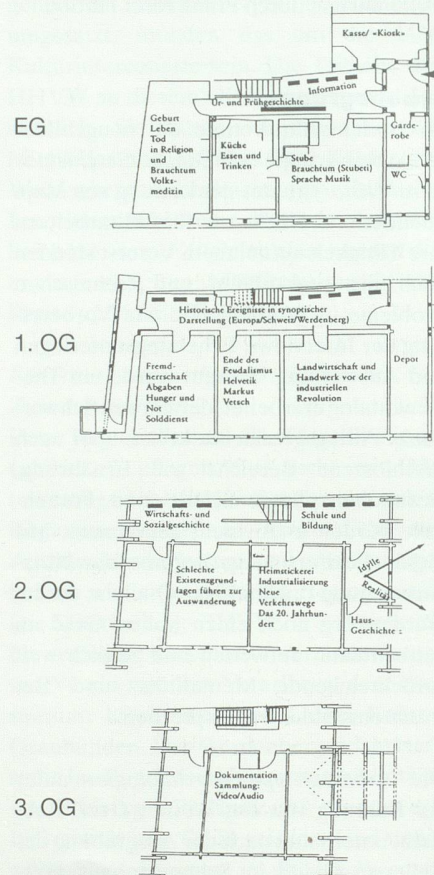 Kasse/ «Kiosk»
Information
Ur- und Frühgeschichte
EG
Geburt
Leben
Tod
in Religion
und
Brauchtum
Volks-
medizin
Küche
Essen und
Trinken
Stube
Brauchtum (Stubeti)
Sprache Musik
Garde-
robe
WC
1. OG
Historische Ereignisse in synoptischer
Darstellung (Europa/Schweiz/Werdenberg)
Fremd-
herrschaft
Abgaben
Hunger und
Not
Solddienst
Ende des
Feudalismus
Helvetik
Markus
Vetsch
Landwirtschaft und
Handwerk vor der
industriellen
Revolution
Depot
2. OG
Wirtschafts- und
Sozialgeschichte
Schule und
Bildung
Schlechte
Existenzgrund-
lagen führen zur
Auswanderung
Heimstickerei
Industrialisierung
Neue
Verkehrswege
Das 20. Jahrhun-
dert
Idylle
Realität
Haus-
Geschichte
3. OG
Dokumentation
Sammlung:
Video/Audio